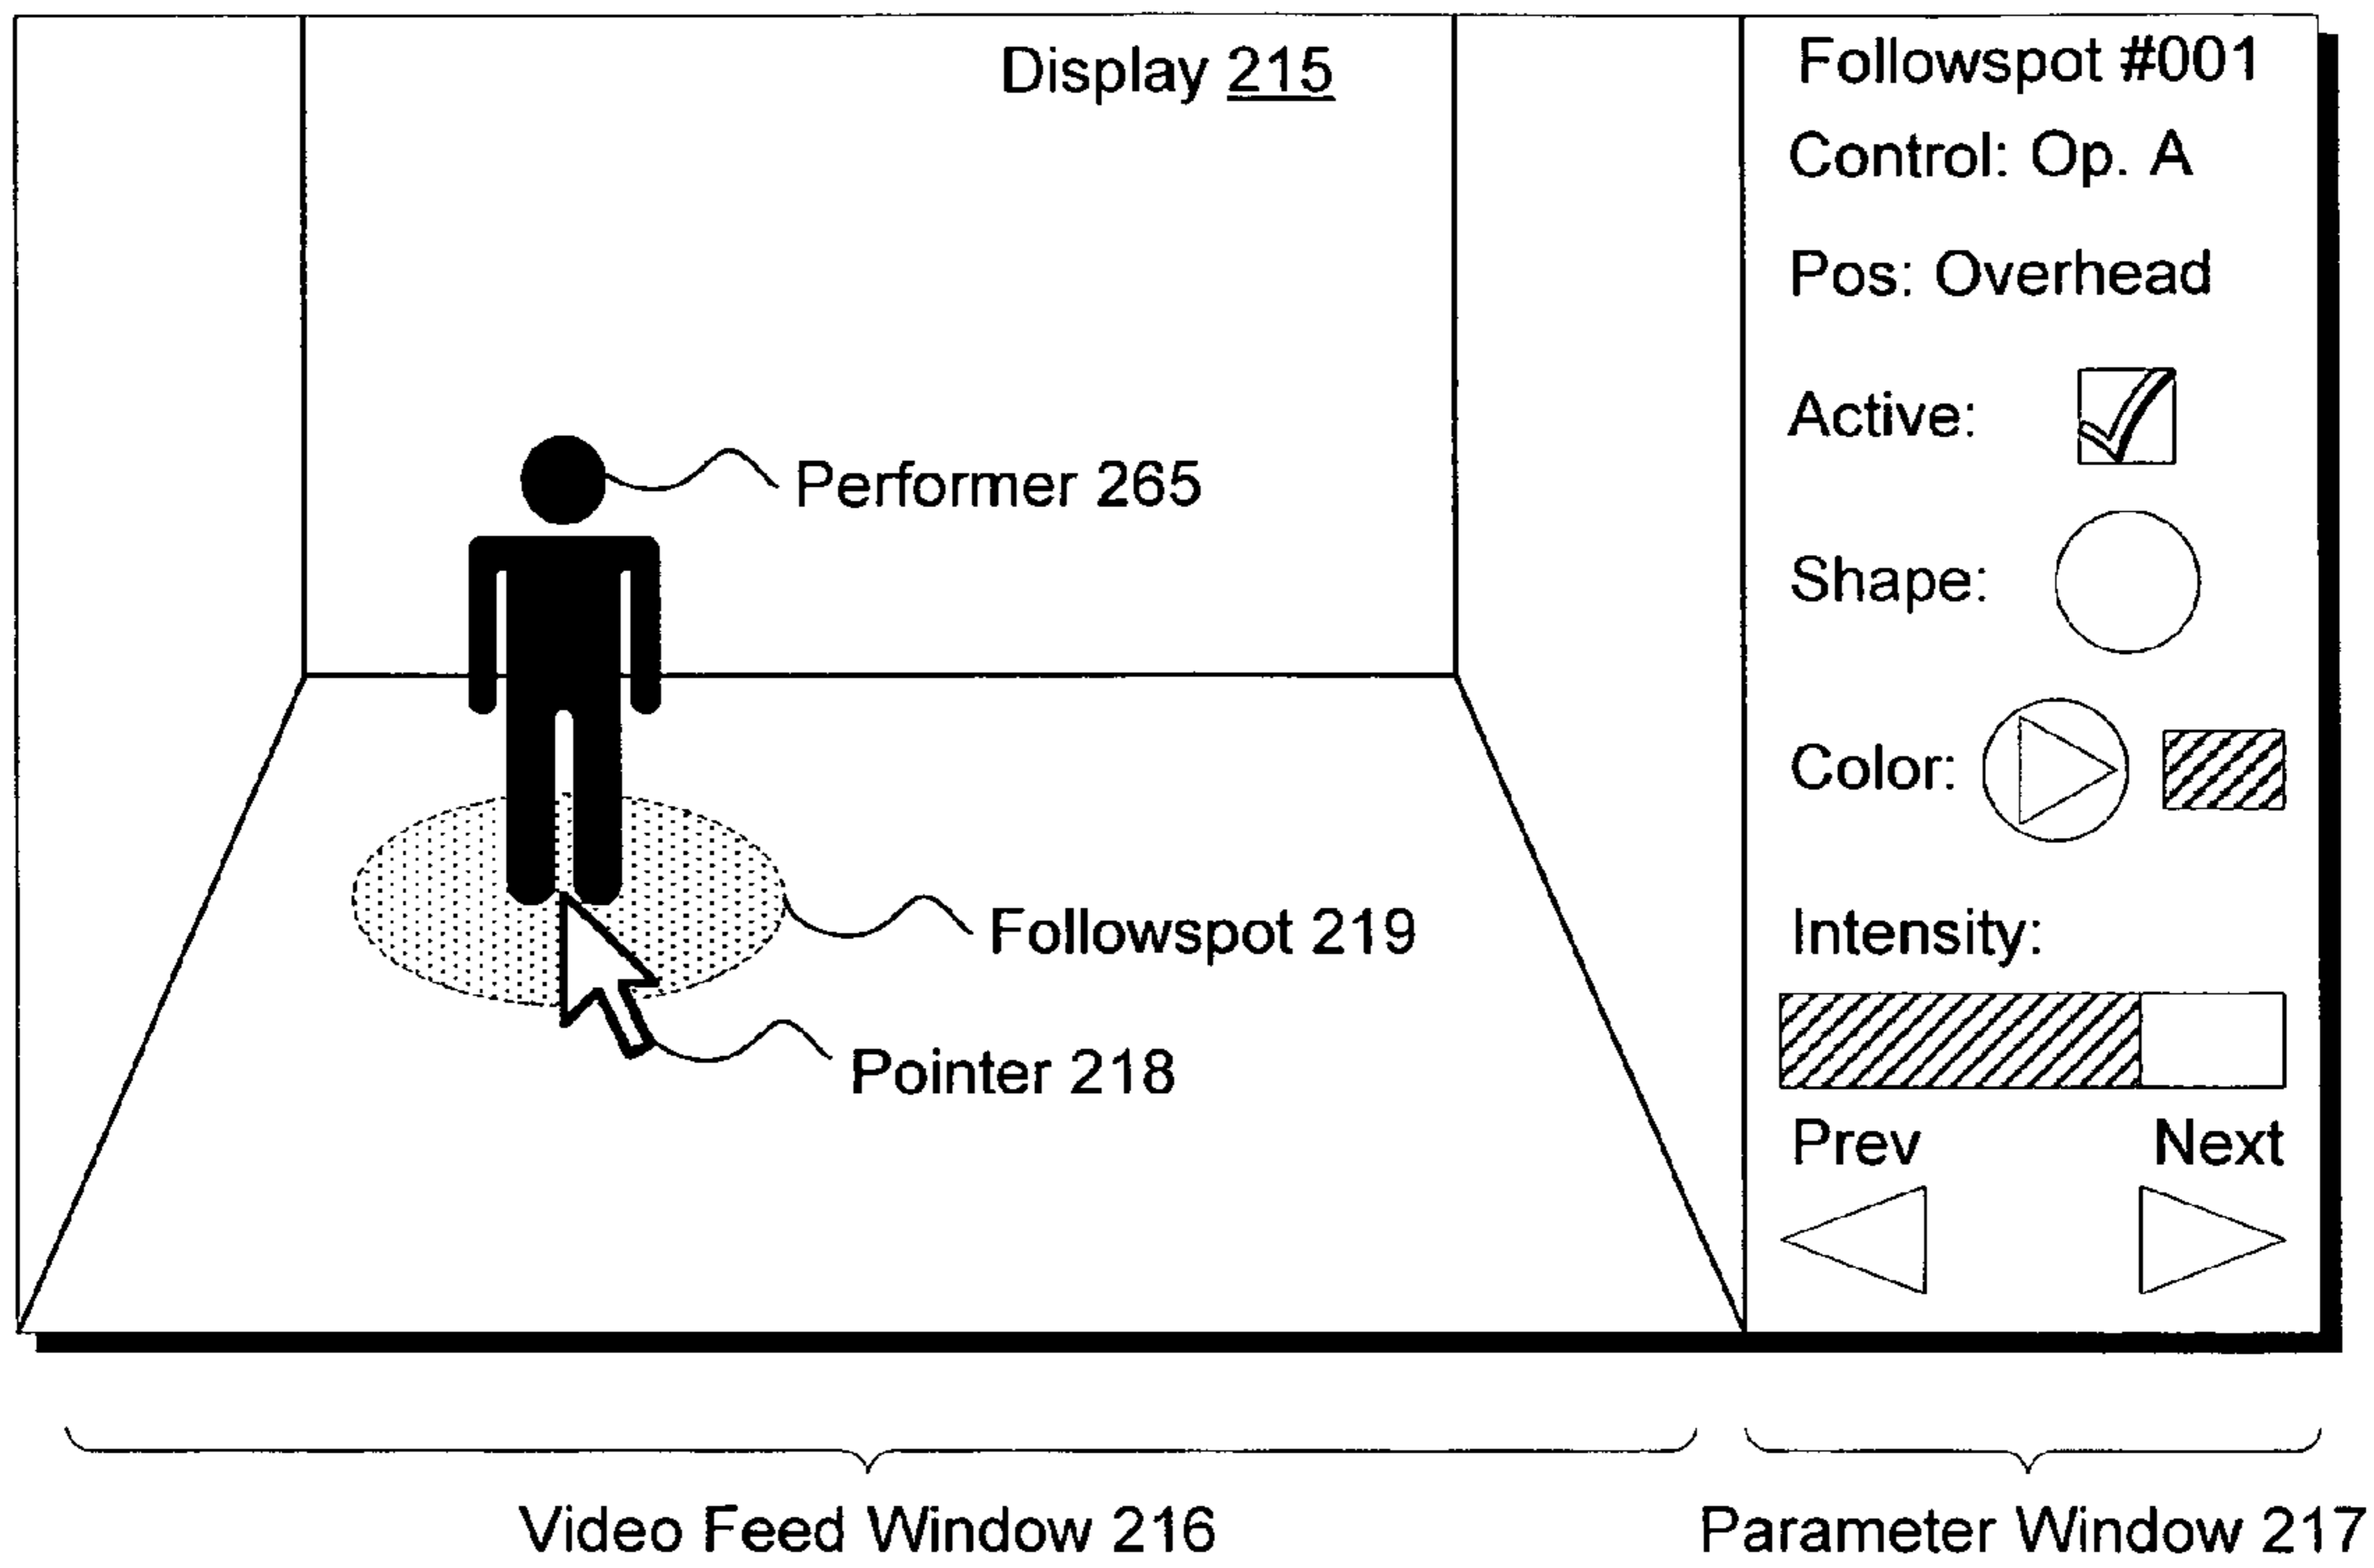 Display 215
Performer 265
Followspot 219
Pointer 218
Followspot #001
Control: Op. A
Pos: Overhead
Active:
Shape:
Color:
Intensity:
Prev Next
Video Feed Window 216
Parameter Window 217